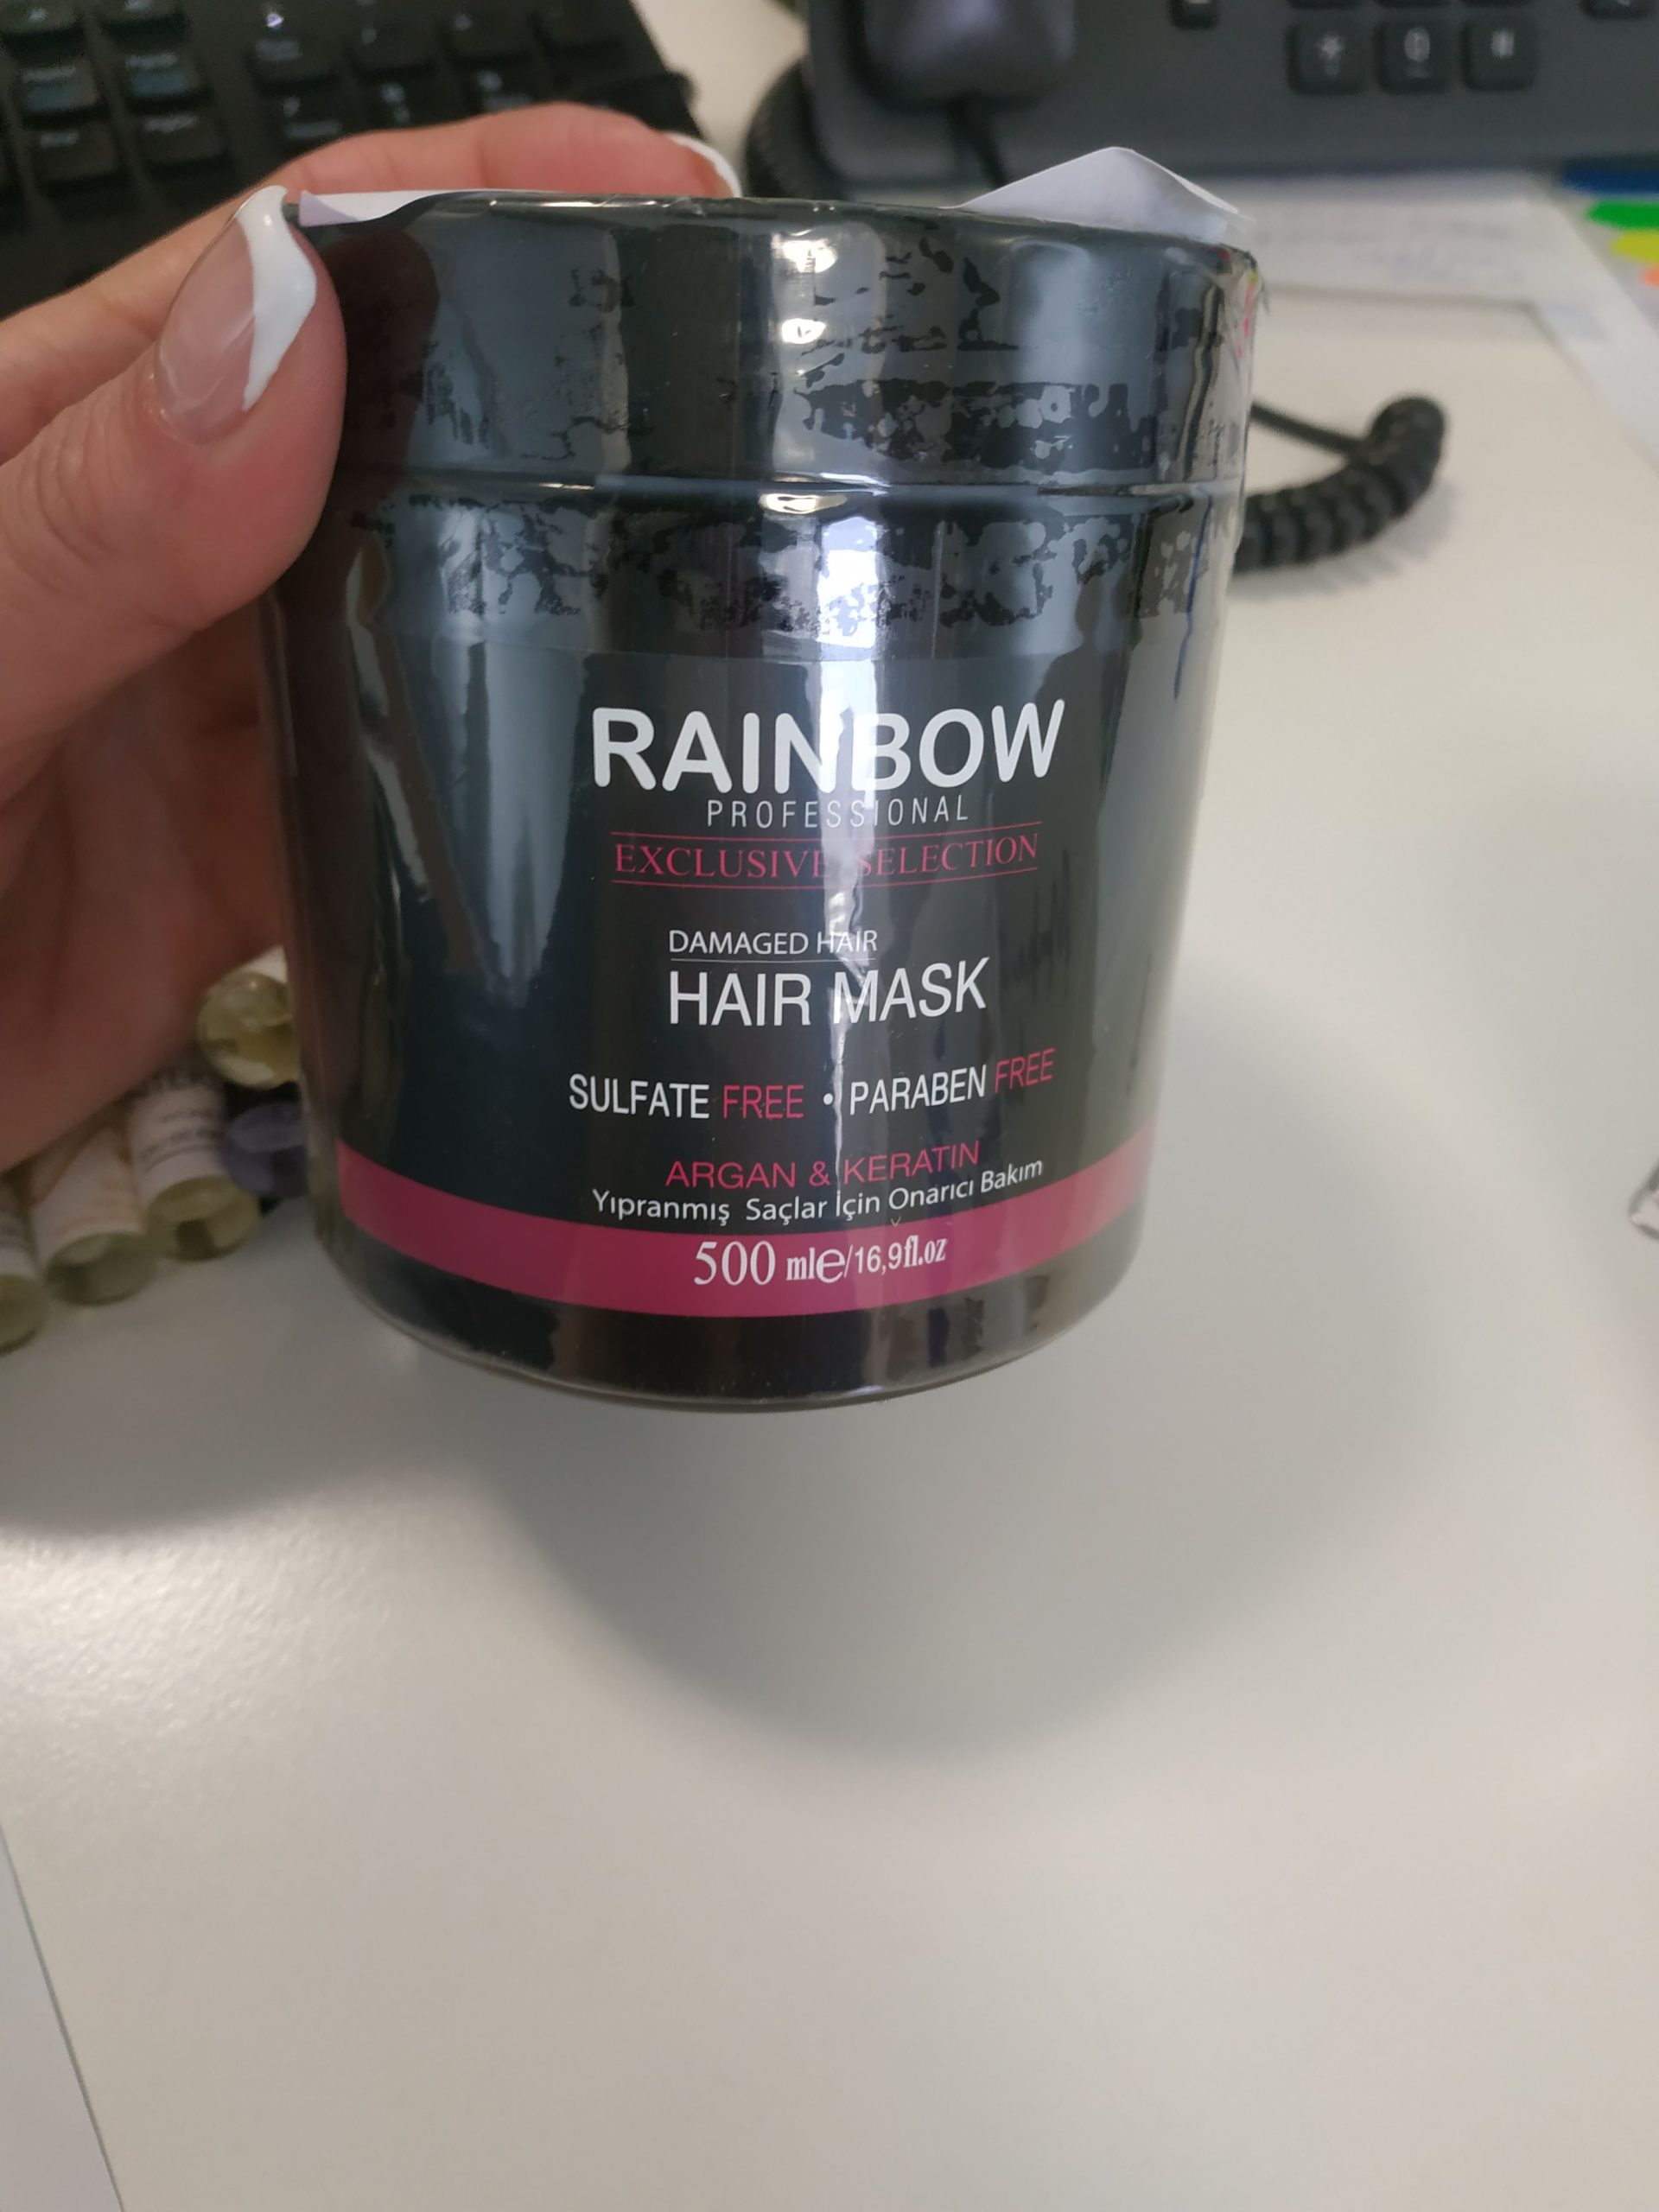 RAINBOW
PROFESSIONAL
EXCLUSIVE SELECTION
DAMAGED HAIR
HAIR MASK
SULFATE FREE • PARABEN FREE
ARGAN & KERATIN
Yıpranmış Saçlar İçin Onarıcı Bakım
500 mle/16,9fl.oz